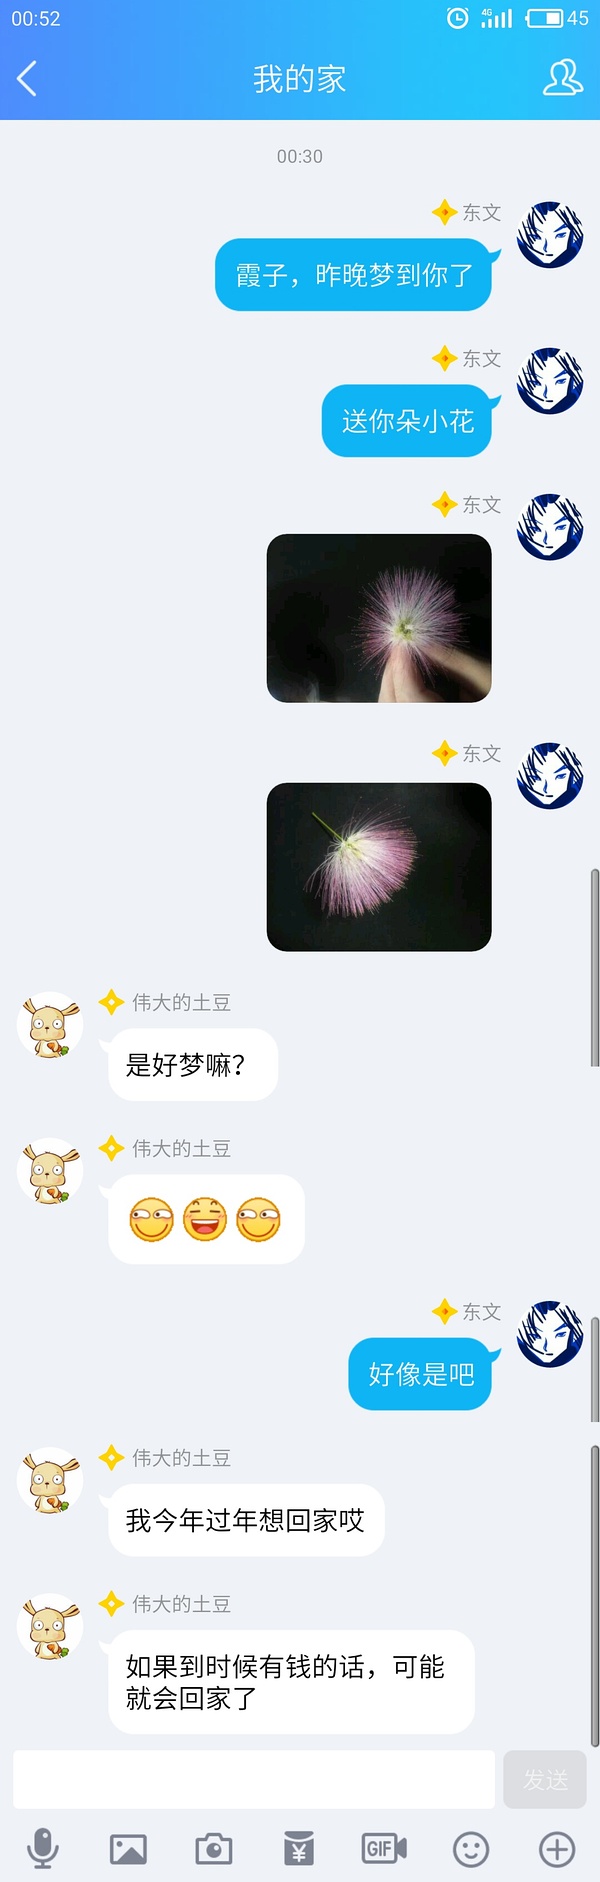 00:52
4G
45
我的家
00:30
东文
霞子，昨晚梦到你了
东文
送你朵小花
东文
东文
伟大的土豆
是好梦嘛？
伟大的土豆
东文
好像是吧
伟大的土豆
我今年过年想回家哎
伟大的土豆
如果到时候有钱的话，可能
就会回家了
发送
¥
GIF